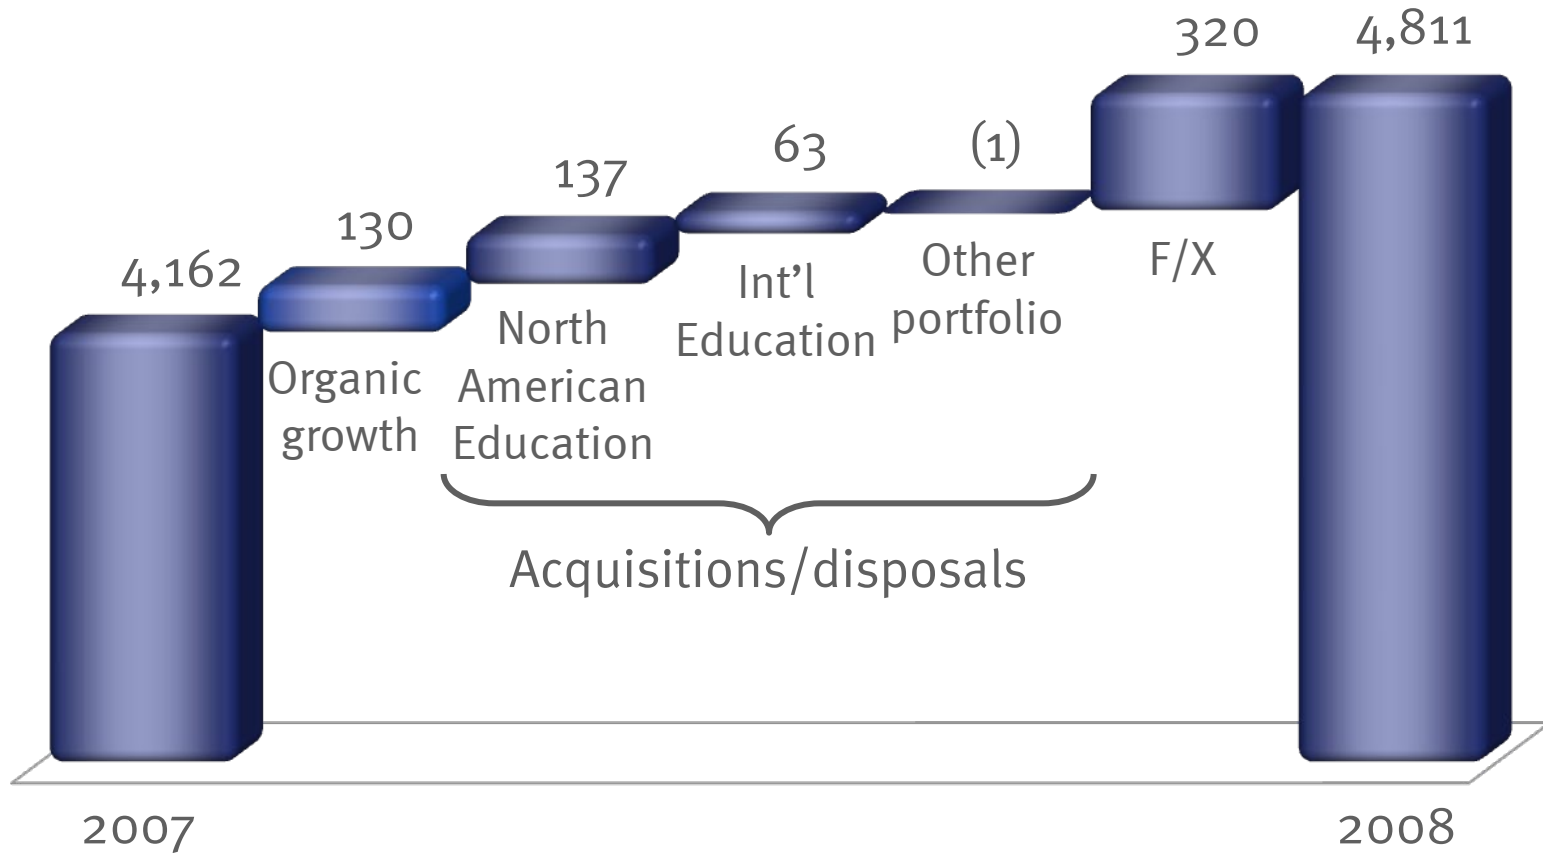 4,162
130
137
63
(1)
320
4,811
Organic
growth
North
American
Education
Int'l
Education
Other
portfolio
F/X
Acquisitions/disposals
2007
2008